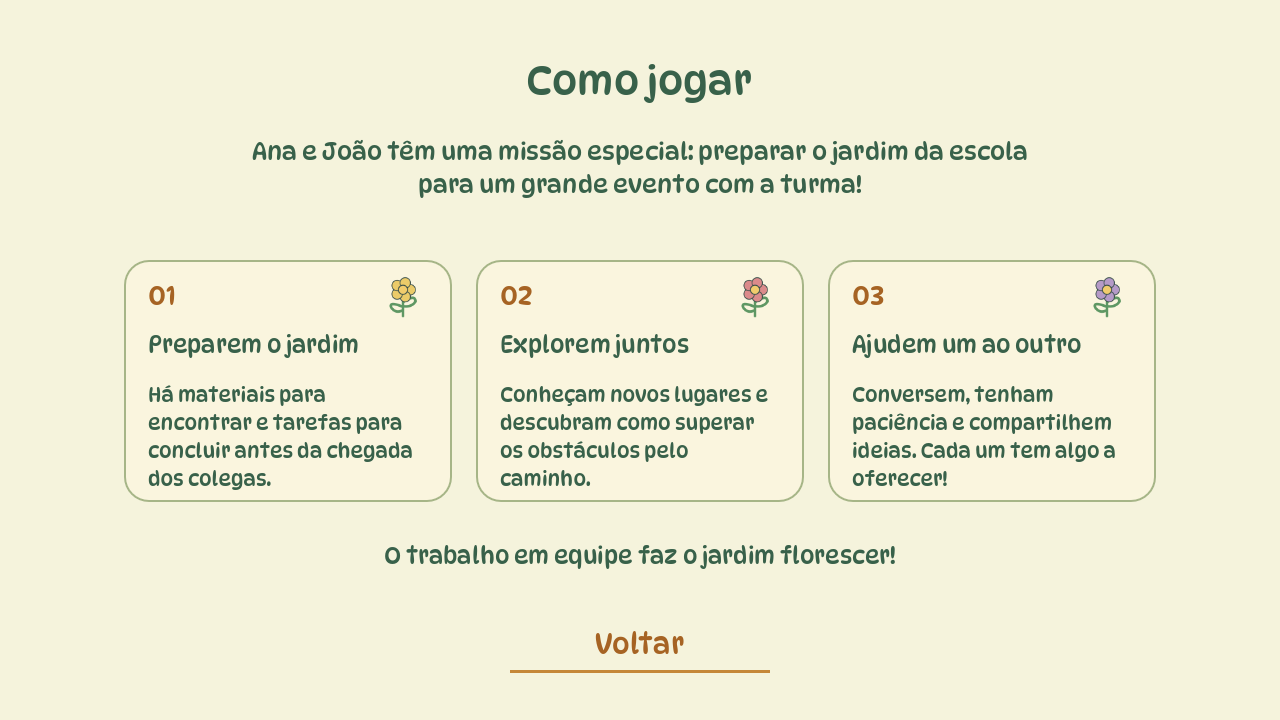 Como jogar
Ana e João têm uma missão especial: preparar o jardim da escola
para um grande evento com a turma!
01
Preparem o jardim
Há materiais para
encontrar e tarefas para
concluir antes da chegada
dos colegas.
02
Explorem juntos
Conheçam novos lugares e
descubram como superar
os obstáculos pelo
caminho.
03
Ajudem um ao outro
Conversem, tenham
paciência e compartilhem
ideias. Cada um tem algo a
oferecer!
O trabalho em equipe faz o jardim florescer!
Voltar